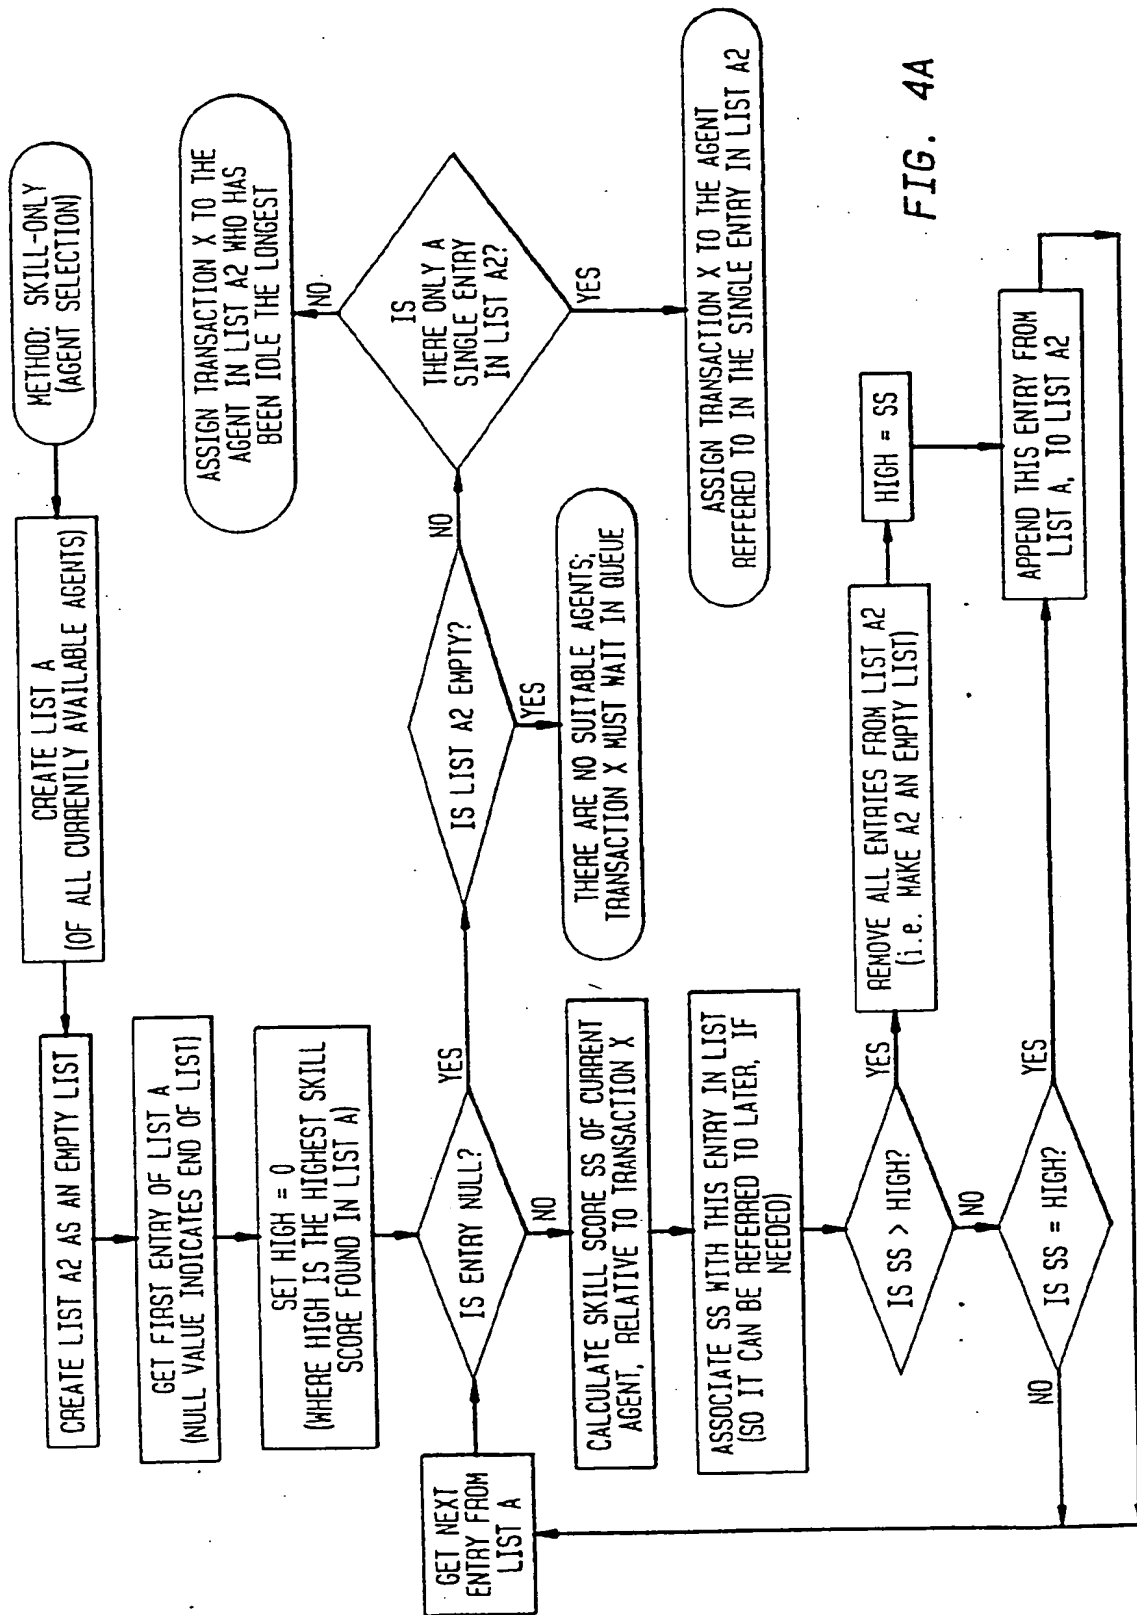 METHOD: SKILL-ONLY
(AGENT SELECTION)
CREATE LIST A
(OF ALL CURRENTLY AVAILABLE AGENTS)
CREATE LIST A2 AS AN EMPTY LIST
GET FIRST ENTRY OF LIST A
(NULL VALUE INDICATES END OF LIST)
SET HIGH = 0
(WHERE HIGH IS THE HIGHEST SKILL
SCORE FOUND IN LIST A)
GET NEXT
ENTRY FROM
LIST A
IS ENTRY NULL?
YES
NO
IS LIST A2 EMPTY?
NO
YES
THERE ARE NO SUITABLE AGENTS;
TRANSACTION X MUST WAIT IN QUEUE
IS
THERE ONLY A
SINGLE ENTRY
IN LIST A2?
NO
YES
ASSIGN TRANSACTION X TO THE
AGENT IN LIST A2 WHO HAS
BEEN IDLE THE LONGEST
ASSIGN TRANSACTION X TO THE AGENT
REFFERED TO IN THE SINGLE ENTRY IN LIST A2
CALCULATE SKILL SCORE SS OF CURRENT
AGENT, RELATIVE TO TRANSACTION X
ASSOCIATE SS WITH THIS ENTRY IN LIST
(SO IT CAN BE REFERRED TO LATER, IF
NEEDED)
IS SS > HIGH?
YES
NO
REMOVE ALL ENTRIES FROM LIST A2
(i.e. MAKE A2 AN EMPTY LIST)
HIGH = SS
IS SS = HIGH?
YES
NO
APPEND THIS ENTRY FROM
LIST A, TO LIST A2
FIG. 4A